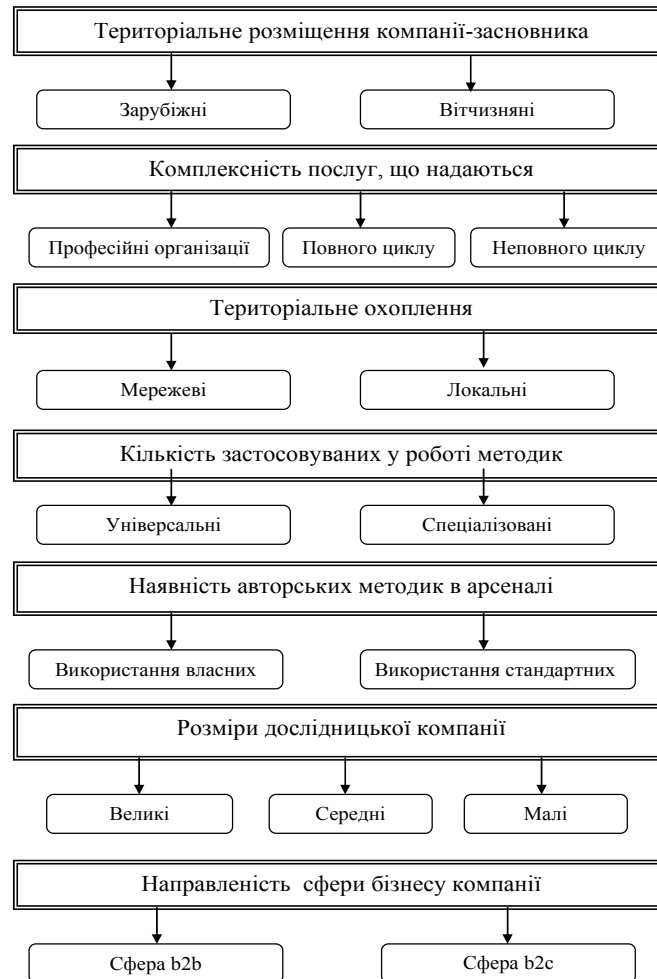 Територіальне розміщення компанії-засновника
Зарубіжні Вітчизняні
Комплексність послуг, що надаються
Професійні організації Повного циклу Неповного циклу
Територіальне охоплення
Мережеві Локальні
Кількість застосовуваних у роботі методик
Універсальні Спеціалізовані
Наявність авторських методик в арсеналі
Використання власних Використання стандартних
Розміри дослідницької компанії
Великі Середні Малі
Направленість сфери бізнесу компанії
Сфера b2b Сфера b2c